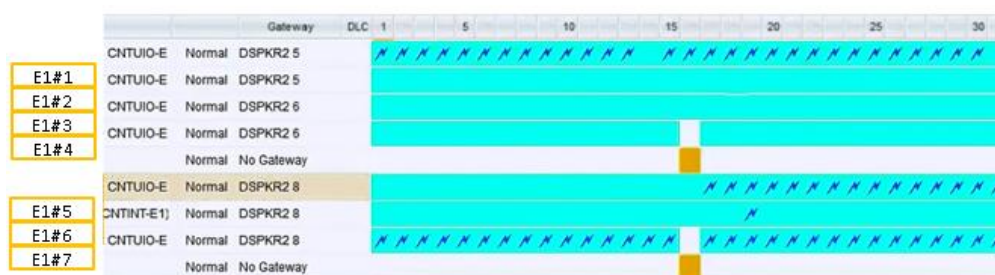 Gateway DLC 1 5 10 15 20 25 30
CNTUIO-E Normal DSPKR2 5
E1#1 CNTUIO-E Normal DSPKR2 5
E1#2 CNTUIO-E Normal DSPKR2 6
E1#3 CNTUIO-E Normal DSPKR2 6
E1#4 Normal No Gateway
CNTUIO-E Normal DSPKR2 8
E1#5 CNTINT-E1) Normal DSPKR2 8
E1#6 CNTUIO-E Normal DSPKR2 8
E1#7 Normal No Gateway